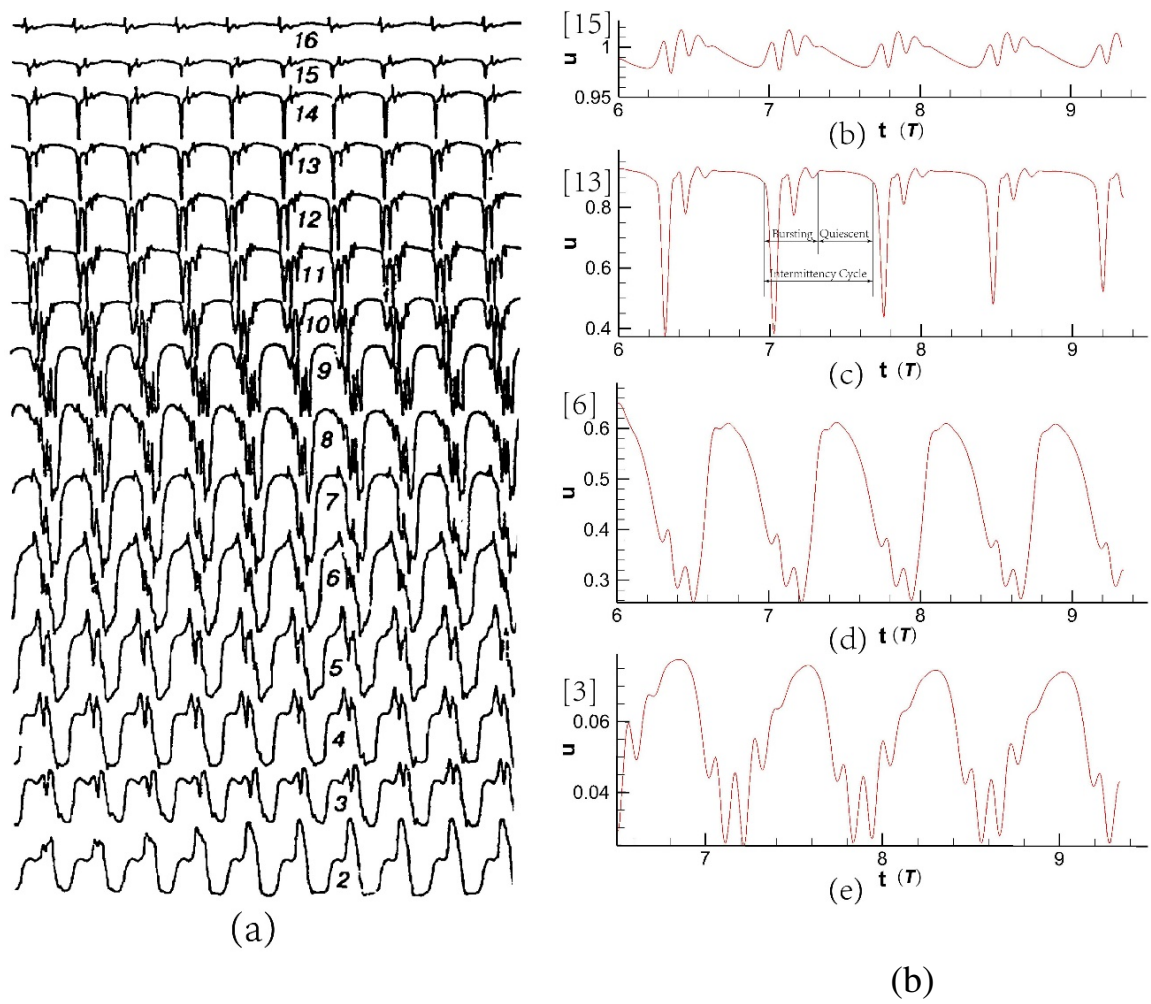 16
15
14
13
12
11
10
9
8
7
6
5
4
3
2
(a)
[15]
u
1
0.95
6
7
8
9
t (τ)
(b)
[13]
u
0.8
0.6
0.4
Bursting
Quiescent
Intermittency Cycle
6
7
8
9
t (τ)
(c)
[6]
u
0.6
0.5
0.4
0.3
6
7
8
9
t (τ)
(d)
[3]
u
0.06
0.04
7
8
9
t (τ)
(e)
(b)